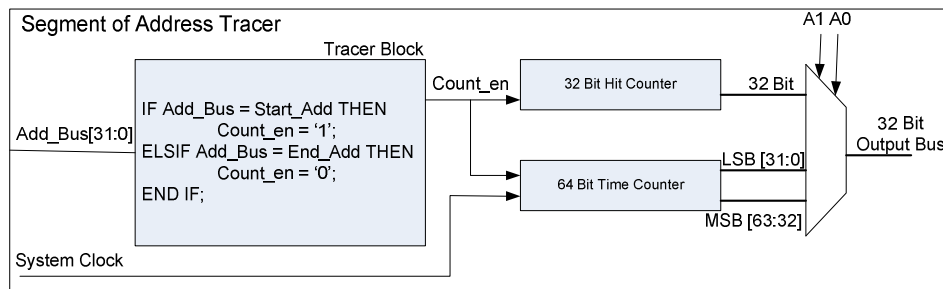 Segment of Address Tracer
A1 A0
Tracer Block
Count_en
32 Bit Hit Counter
32 Bit
IF Add_Bus = Start_Add THEN
Count_en = ‘1’;
ELSIF Add_Bus = End_Add THEN
Count_en = ‘0’;
END IF;
Add_Bus[31:0]
32 Bit
Output Bus
LSB [31:0]
64 Bit Time Counter
MSB [63:32]
System Clock